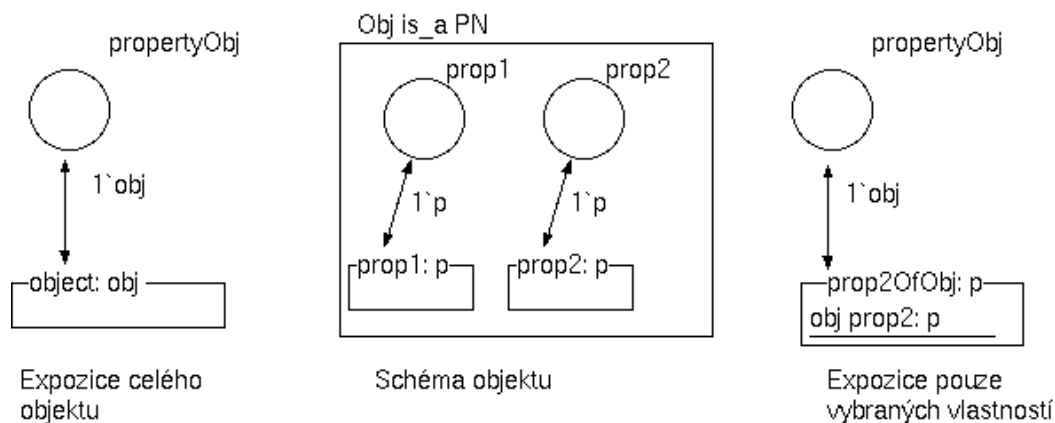 propertyObj
1`obj
object: obj
Expozice celého
objektu
Obj is_a PN
prop1
prop2
1`p
1`p
prop1: p
prop2: p
Schéma objektu
propertyObj
1`obj
prop2OfObj: p
obj prop2: p
Expozice pouze
vybraných vlastností